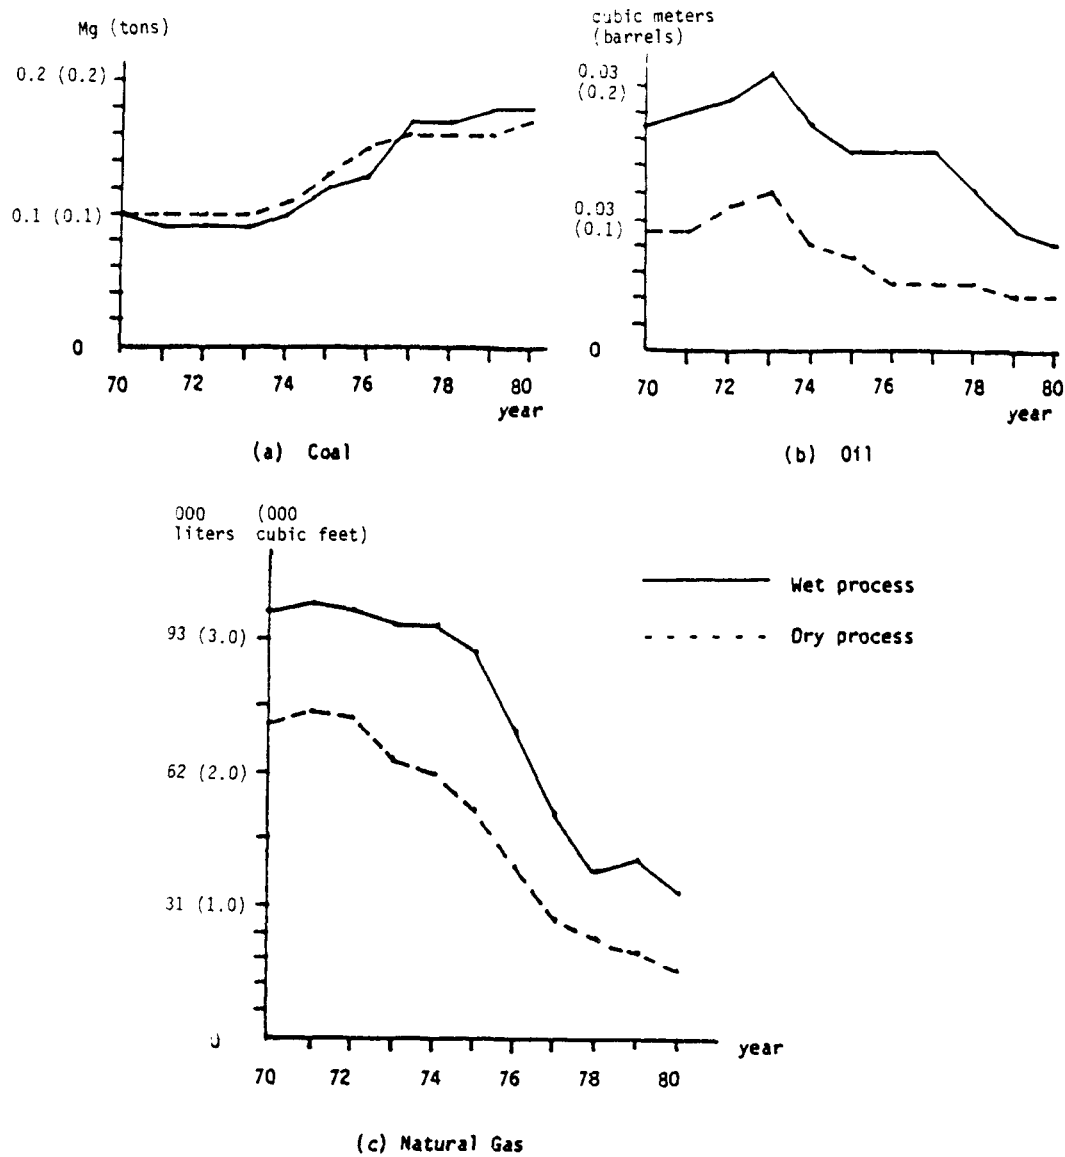 Mg (tons)
0.2 (0.2)
0.1 (0.1)
0
70 72 74 76 78 80
year
(a) Coal
cubic meters
(barrels)
0.03
(0.2)
0.03
(0.1)
0
70 72 74 76 78 80
year
(b) Oil
000 (000
liters cubic feet)
93 (3.0)
62 (2.0)
31 (1.0)
0
70 72 74 76 78 80
year
(c) Natural Gas
Wet process
Dry process